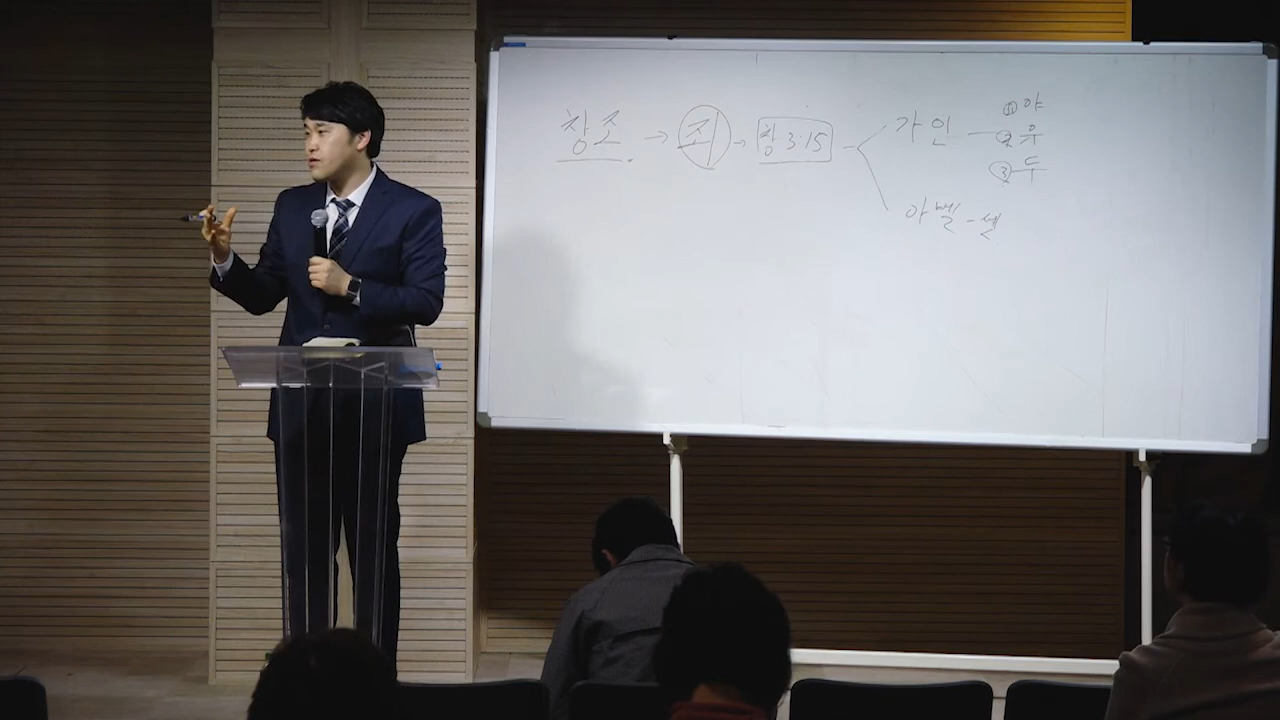 창조 → 죄 → 창 3:15 - 가인 - ① 야
② 유
③ 두
아벨 - 셋